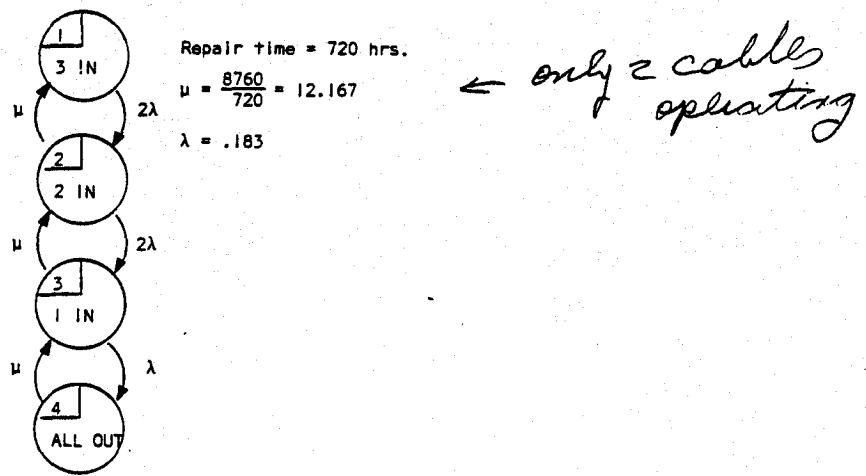 1
3 IN
Repair time = 720 hrs.
μ = 8760/720 = 12.167
← only 2 cables
operating
λ = .183
μ
2λ
2
2 IN
μ
2λ
3
1 IN
μ
λ
4
ALL OUT